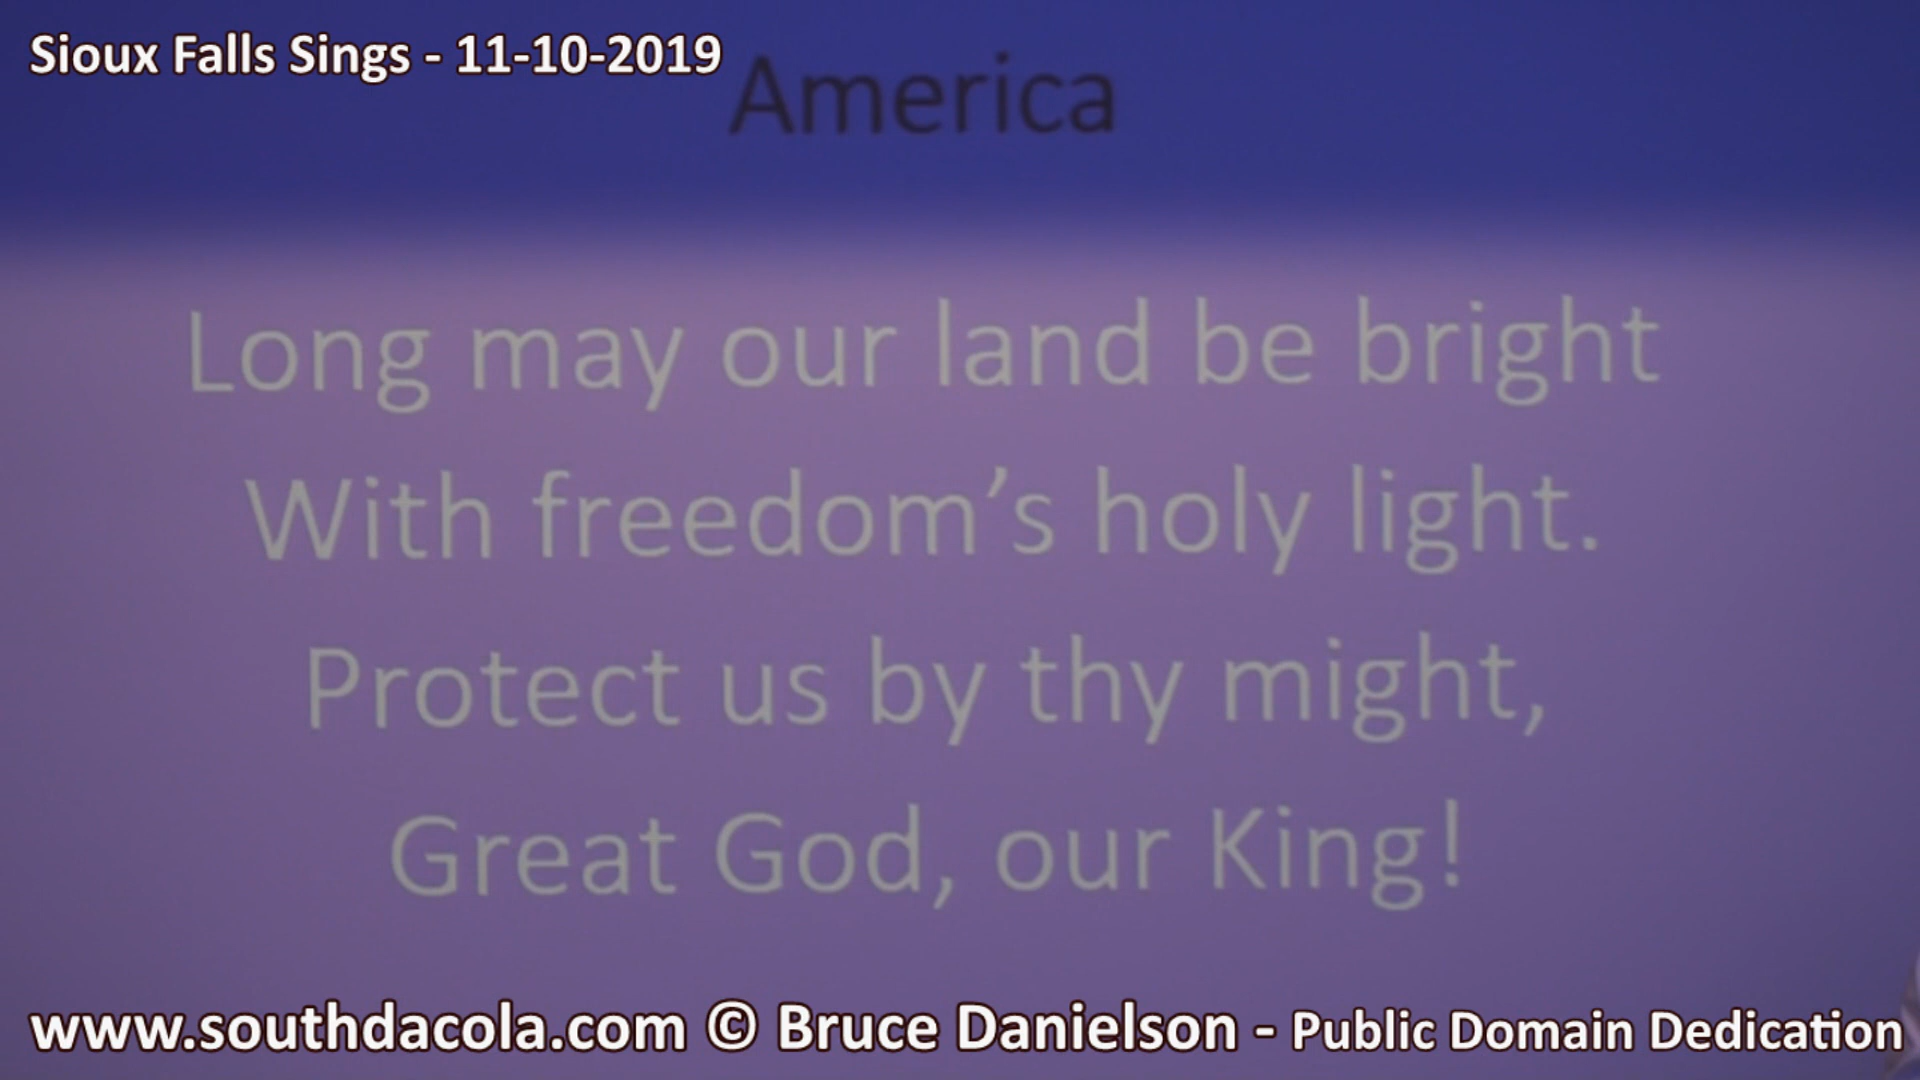 Sioux Falls Sings - 11-10-2019
America
Long may our land be bright
With freedom’s holy light.
Protect us by thy might,
Great God, our King!
www.southdacola.com © Bruce Danielson - Public Domain Dedication